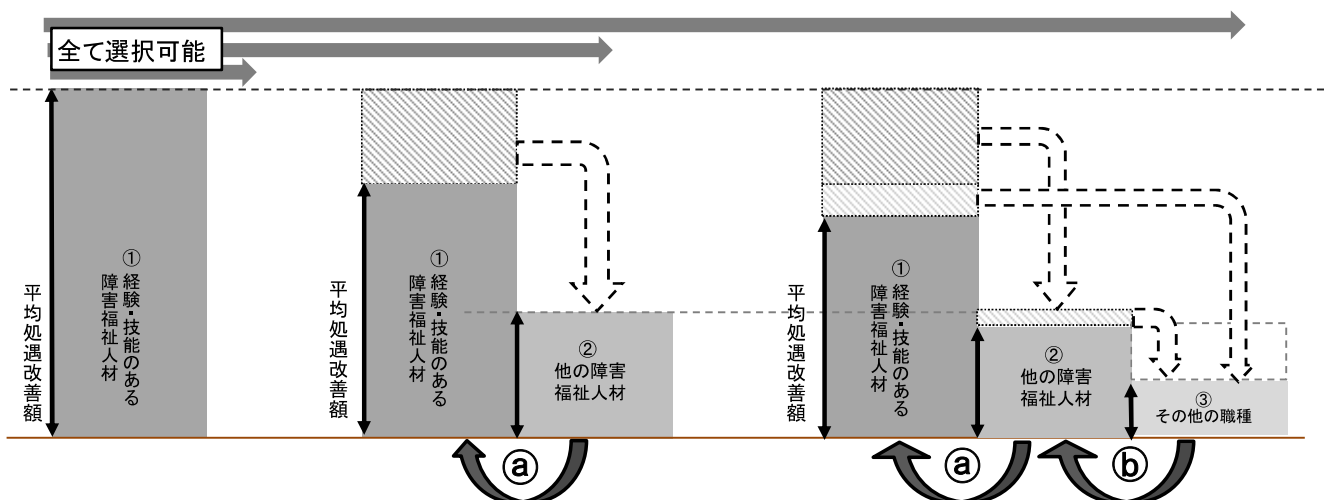 全て選択可能
平均処遇改善額
①経験・技能のある
障害福祉人材
平均処遇改善額
①経験・技能のある
障害福祉人材
②
他の障害
福祉人材
ⓐ
平均処遇改善額
①経験・技能のある
障害福祉人材
②
他の障害
福祉人材
③
その他の職種
ⓐ
ⓑ